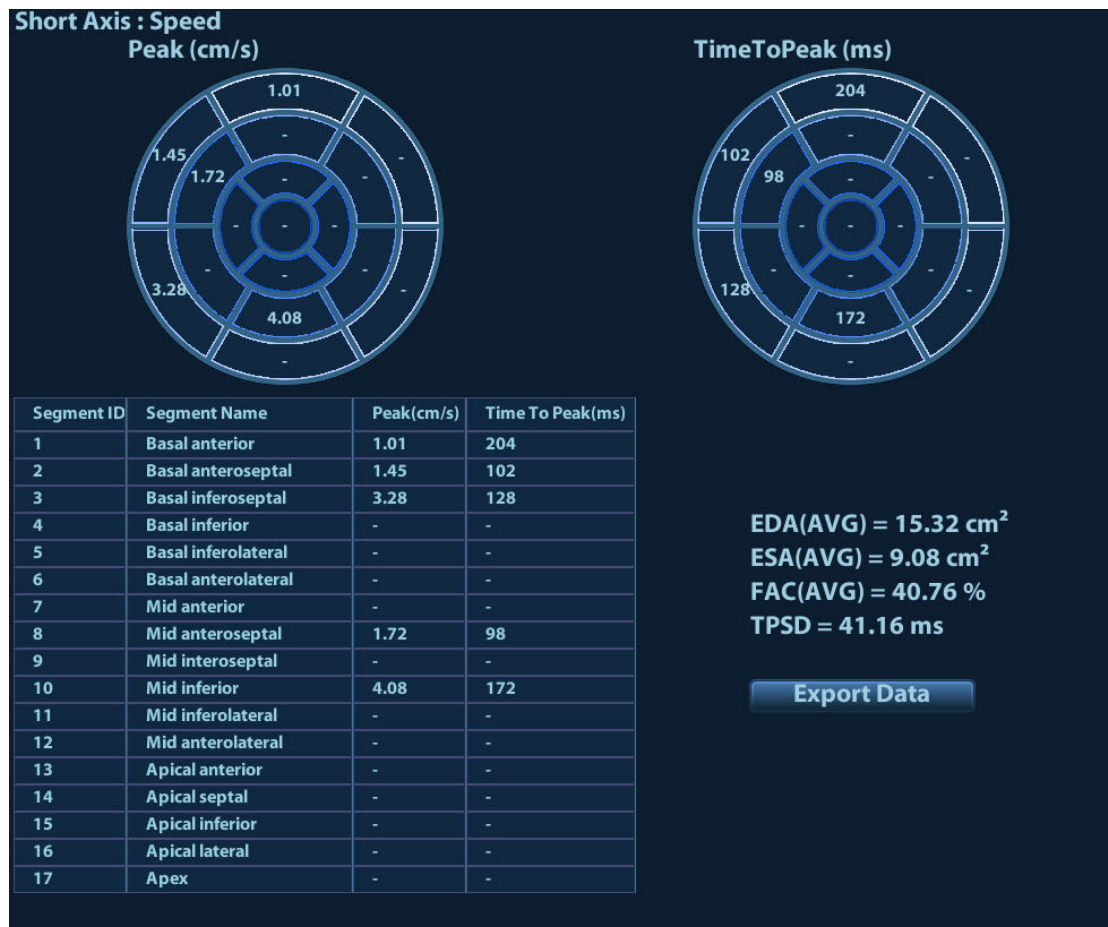 Short Axis : Speed
Peak (cm/s)
TimeToPeak (ms)
1.01
-
1.45
-
1.72
-
-
-
-
-
-
-
-
3.28
-
4.08
-
204
-
102
-
98
-
-
-
-
-
-
-
-
128
-
172
-
Segment ID Segment Name Peak(cm/s) Time To Peak(ms)
1 Basal anterior 1.01 204
2 Basal anteroseptal 1.45 102
3 Basal inferoseptal 3.28 128
4 Basal inferior - -
5 Basal inferolateral - -
6 Basal anterolateral - -
7 Mid anterior - -
8 Mid anteroseptal 1.72 98
9 Mid interoseptal - -
10 Mid inferior 4.08 172
11 Mid inferolateral - -
12 Mid anterolateral - -
13 Apical anterior - -
14 Apical septal - -
15 Apical inferior - -
16 Apical lateral - -
17 Apex - -
EDA(AVG) = 15.32 cm²
ESA(AVG) = 9.08 cm²
FAC(AVG) = 40.76 %
TPSD = 41.16 ms
Export Data